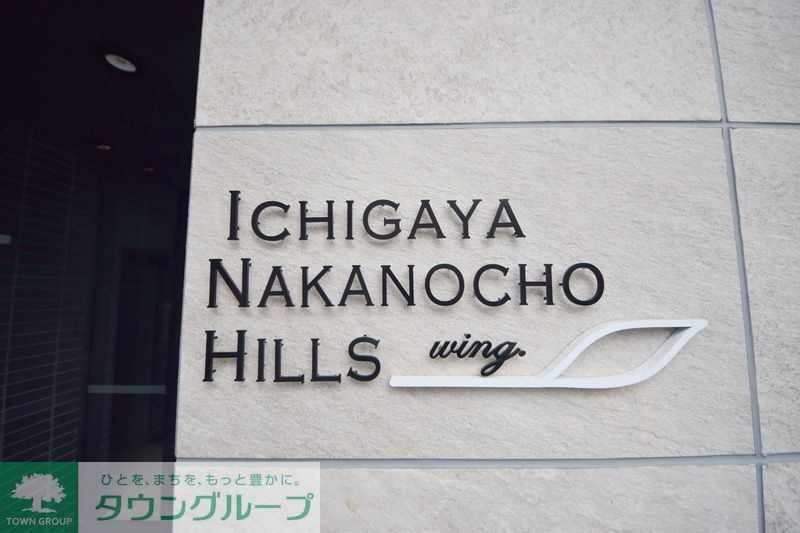 ICHIGAYA
NAKANOCHO
HILLS wing.
ひとを、まちを、もっと豊かに。
タウングループ
TOWN GROUP